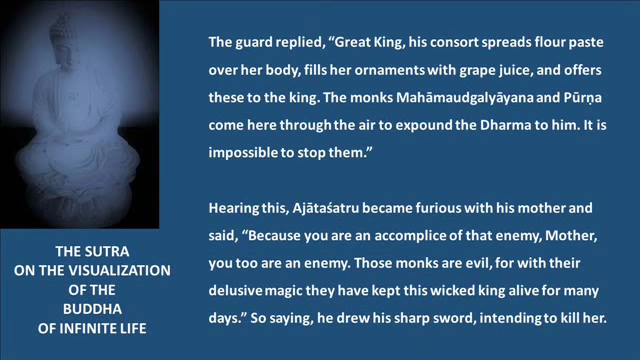 The guard replied, “Great King, his consort spreads flour paste
over her body, fills her ornaments with grape juice, and offers
these to the king. The monks Mahāmaudgalyāyana and Pūrṇa
come here through the air to expound the Dharma to him. It is
impossible to stop them.”
Hearing this, Ajātaśatru became furious with his mother and
said, “Because you are an accomplice of that enemy, Mother,
you too are an enemy. Those monks are evil, for with their
delusive magic they have kept this wicked king alive for many
days.” So saying, he drew his sharp sword, intending to kill her.
THE SUTRA
ON THE VISUALIZATION
OF THE
BUDDHA
OF INFINITE LIFE